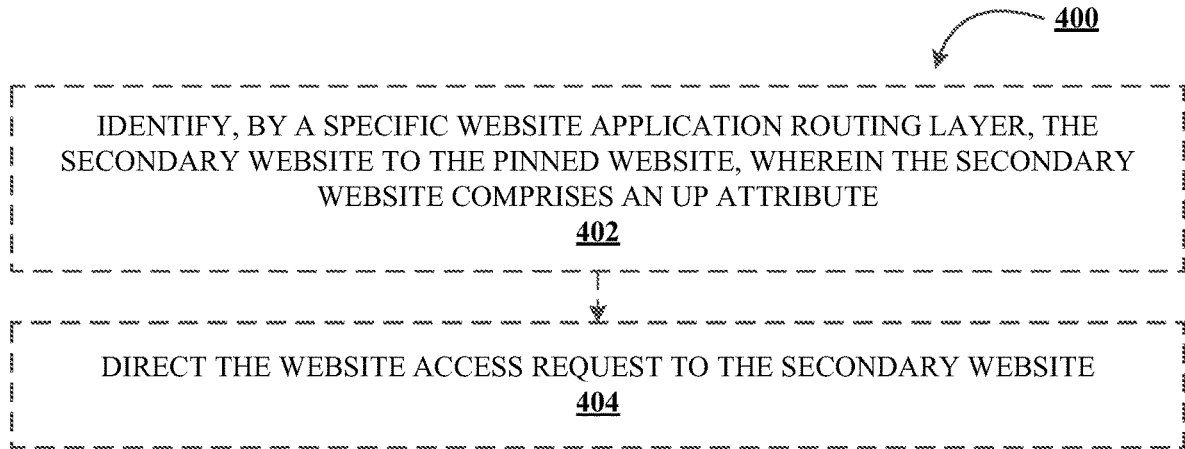 400
IDENTIFY, BY A SPECIFIC WEBSITE APPLICATION ROUTING LAYER, THE
SECONDARY WEBSITE TO THE PINNED WEBSITE, WHEREIN THE SECONDARY
WEBSITE COMPRISES AN UP ATTRIBUTE
402
DIRECT THE WEBSITE ACCESS REQUEST TO THE SECONDARY WEBSITE
404